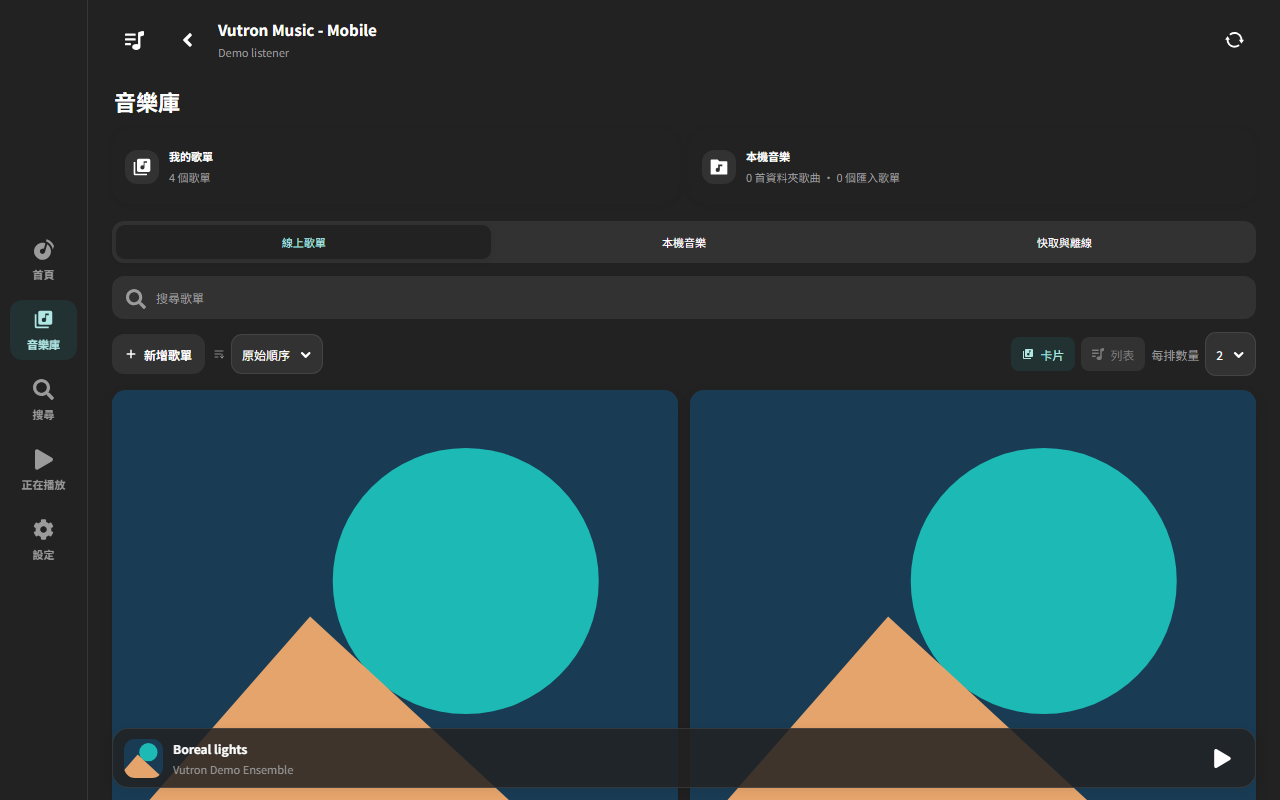 Vutron Music - Mobile
Demo listener
音樂庫
我的歌單
4 個歌單
本機音樂
0 首資料夾歌曲 · 0 個匯入歌單
線上歌單
本機音樂
快取與離線
搜尋歌單
新增歌單
原始順序
卡片
列表
每排數量
2
首頁
音樂庫
搜尋
正在播放
設定
Boreal lights
Vutron Demo Ensemble